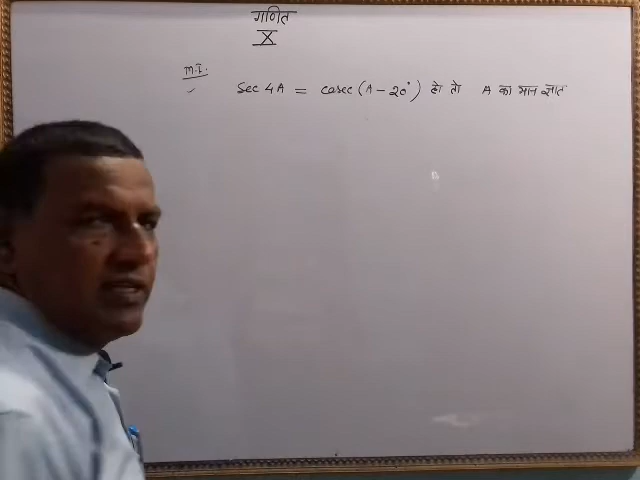 गणित
X
M.I.
Sec 4A = cosec (A - 20°) हो तो A का मान ज्ञात